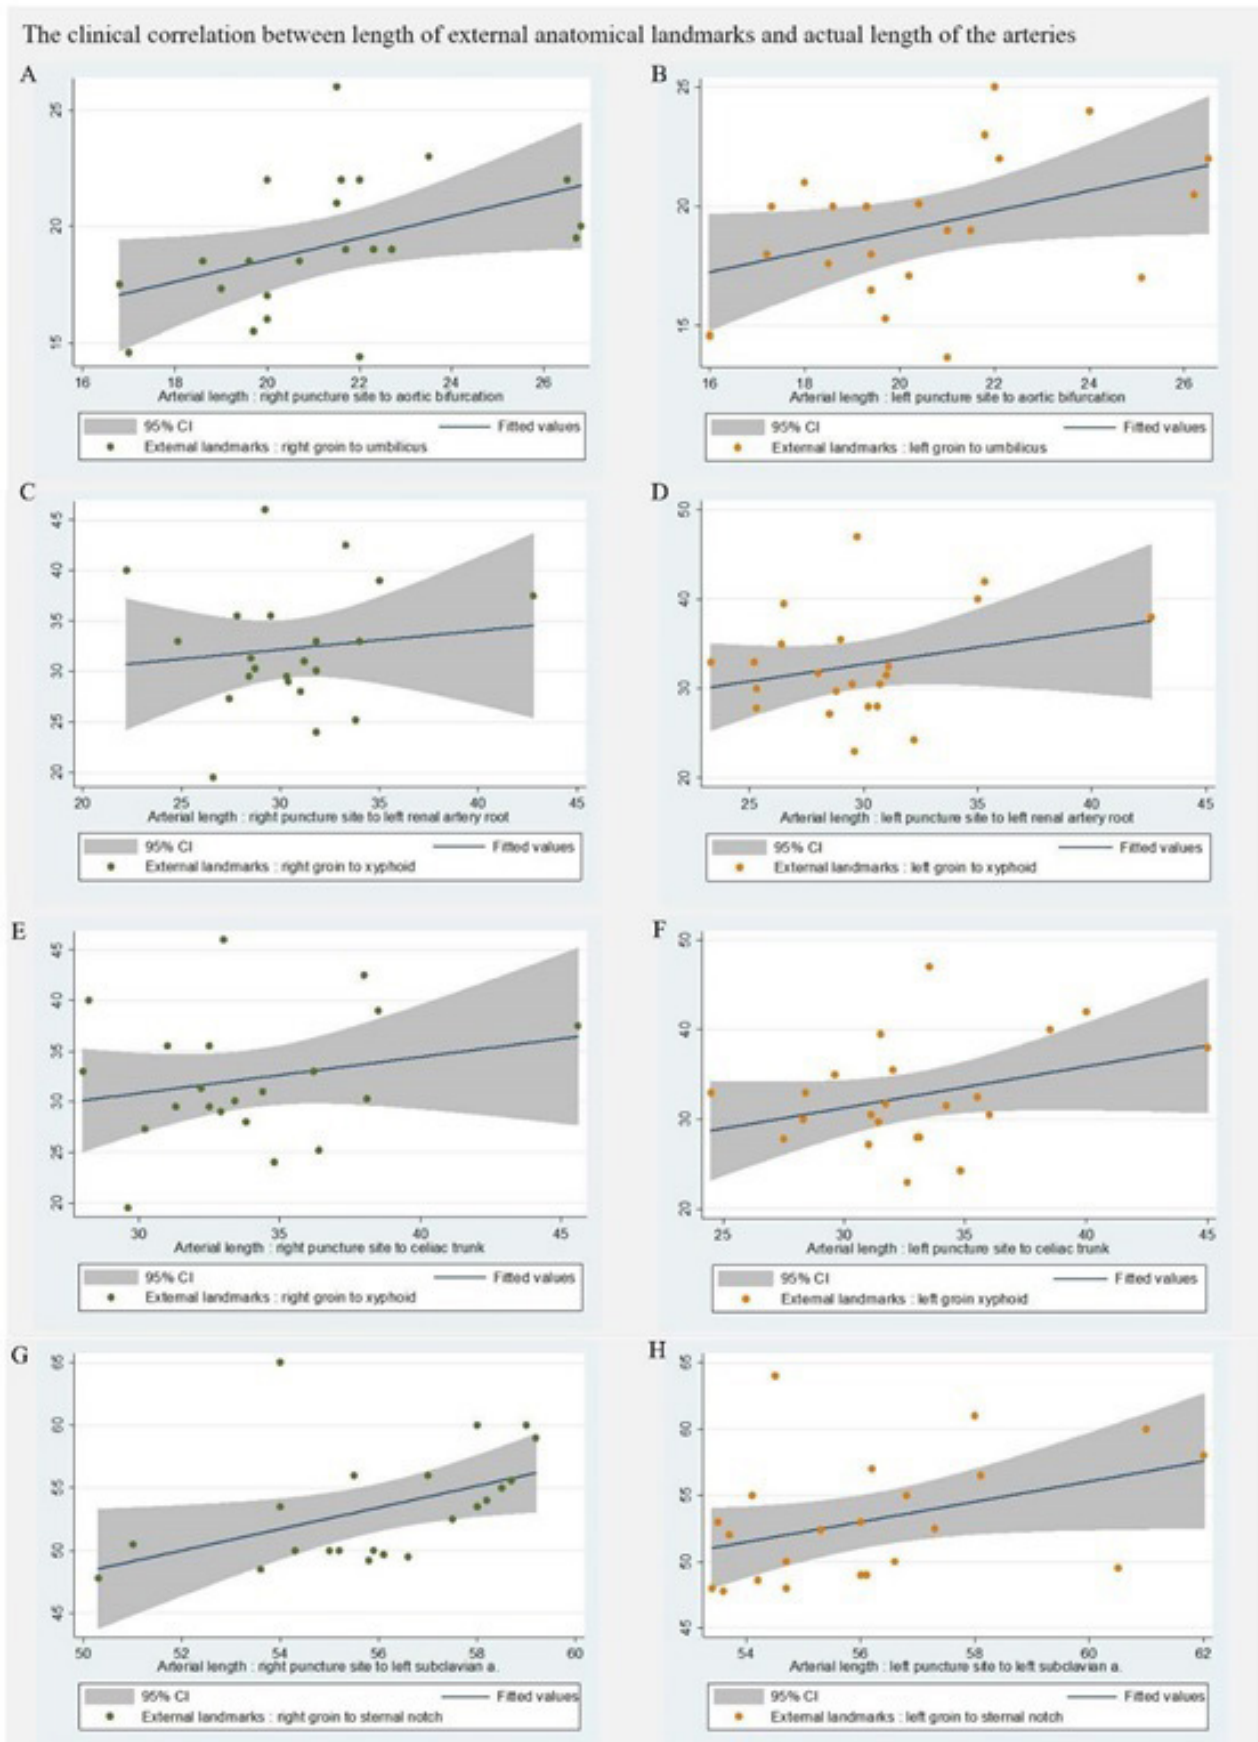 The clinical correlation between length of external anatomical landmarks and actual length of the arteries
A
25
20
15
16 18 20 22 24 26
Arterial length : right puncture site to aortic bifurcation
95% CI Fitted values
External landmarks : right groin to umbilicus
B
25
20
15
16 18 20 22 24 26
Arterial length : left puncture site to aortic bifurcation
95% CI Fitted values
External landmarks : left groin to umbilicus
C
45
40
35
30
25
20
20 25 30 35 40 45
Arterial length : right puncture site to left renal artery root
95% CI Fitted values
External landmarks : right groin to xyphoid
D
50
40
30
20
25 30 35 40 45
Arterial length : left puncture site to left renal artery root
95% CI Fitted values
External landmarks : left groin to xyphoid
E
45
40
35
30
25
20
30 35 40 45
Arterial length : right puncture site to celiac trunk
95% CI Fitted values
External landmarks : right groin to xyphoid
F
50
40
30
20
25 30 35 40 45
Arterial length : left puncture site to celiac trunk
95% CI Fitted values
External landmarks : left groin xyphoid
G
65
60
55
50
45
50 52 54 56 58 60
Arterial length : right puncture site to left subclavian a.
95% CI Fitted values
External landmarks : right groin to sternal notch
H
65
60
55
50
45
54 56 58 60 62
Arterial length : left puncture site to left subclavian a.
95% CI Fitted values
External landmarks : left groin to sternal notch